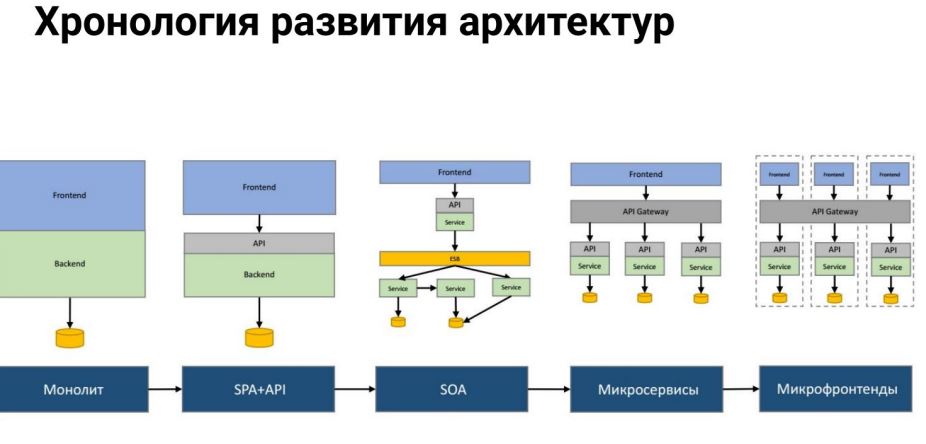 Хронология развития архитектур
Frontend
Backend
Монолит
Frontend
API
Backend
SPA+API
Frontend
API
Service
ESB
Service
Service
Service
SOA
Frontend
API Gateway
API
API
API
Service
Service
Service
Микросервисы
Frontend
Frontend
Frontend
API Gateway
API
API
API
Service
Service
Service
Микрофронтенды